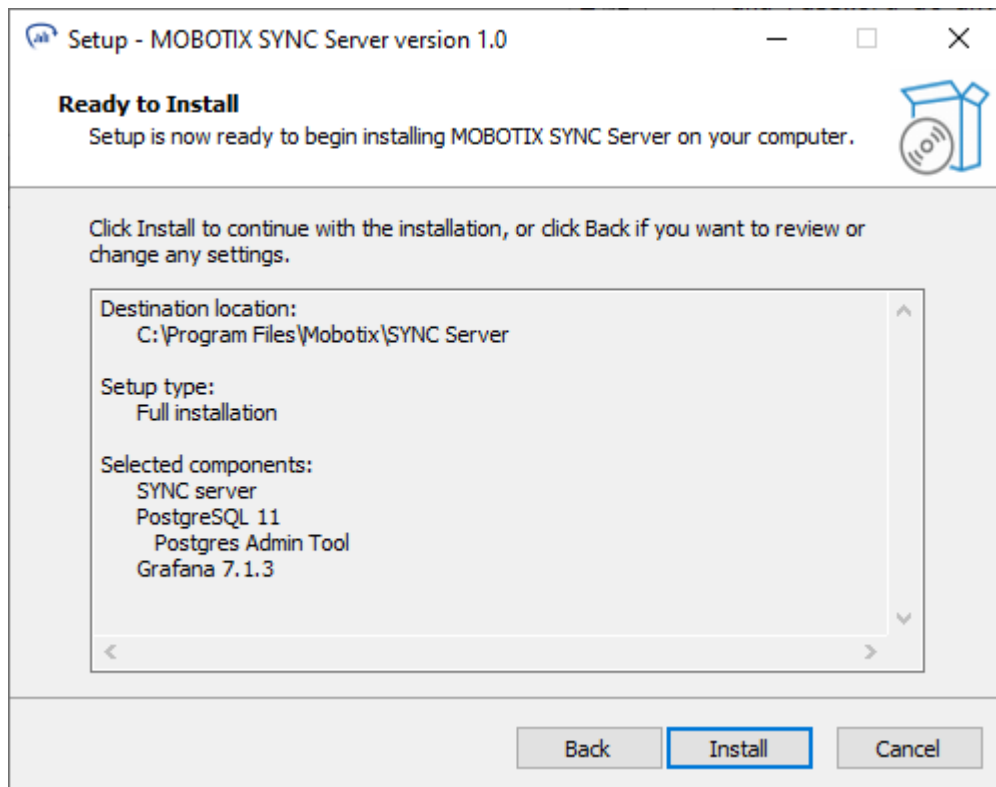 Setup - MOBOTIX SYNC Server version 1.0
Ready to Install
Setup is now ready to begin installing MOBOTIX SYNC Server on your computer.
Click Install to continue with the installation, or click Back if you want to review or
change any settings.
Destination location:
C:\Program Files\Mobotix\SYNC Server
Setup type:
Full installation
Selected components:
SYNC server
PostgreSQL 11
Postgres Admin Tool
Grafana 7.1.3
Back
Install
Cancel